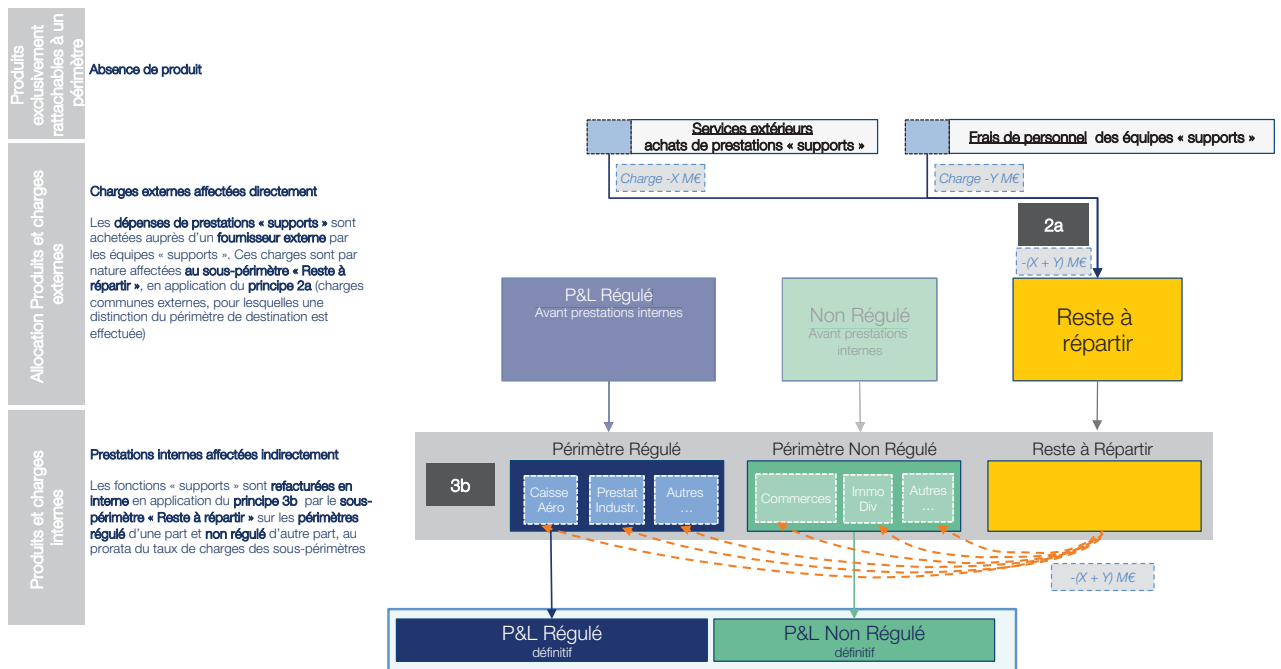 Produits
exclusivement
rattachables à un
périmètre
Absence de produit
Services extérieurs
achats de prestations « supports »
Frais de personnel des équipes « supports »
Charge -X M€
Charge -Y M€
Allocation Produits et charges
externes
Charges externes affectées directement
Les dépenses de prestations « supports » sont
achetées auprès d'un fournisseur externe par
les équipes « supports ». Ces charges sont par
nature affectées au sous-périmètre « Reste à
répartir », en application du principe 2a (charges
communes externes, pour lesquelles une
distinction du périmètre de destination est
effectuée)
2a
-(X + Y) M€
P&L Régulé
Avant prestations internes
Non Régulé
Avant prestations
internes
Reste à
répartir
Produits et charges
internes
Prestations internes affectées indirectement
Les fonctions « supports » sont refacturées en
interne en application du principe 3b par le sous-
périmètre « Reste à répartir » sur les périmètres
régulé d'une part et non régulé d'autre part, au
prorata du taux de charges des sous-périmètres
3b
Périmètre Régulé
Caisse
Aéro
Prestat
Industr.
Autres
...
Périmètre Non Régulé
Commerces
Immo
Div
Autres
...
Reste à Répartir
-(X + Y) M€
P&L Régulé
définitif
P&L Non Régulé
définitif